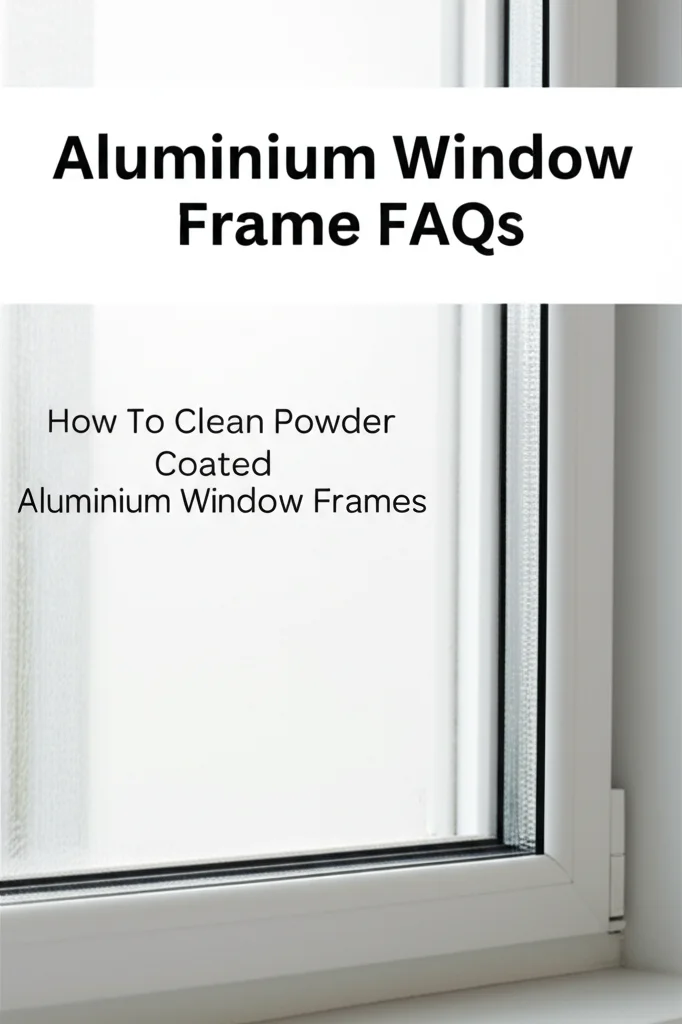 Aluminium Window
Frame FAQs
How To Clean Powder
Coated
Aluminium Window Frames